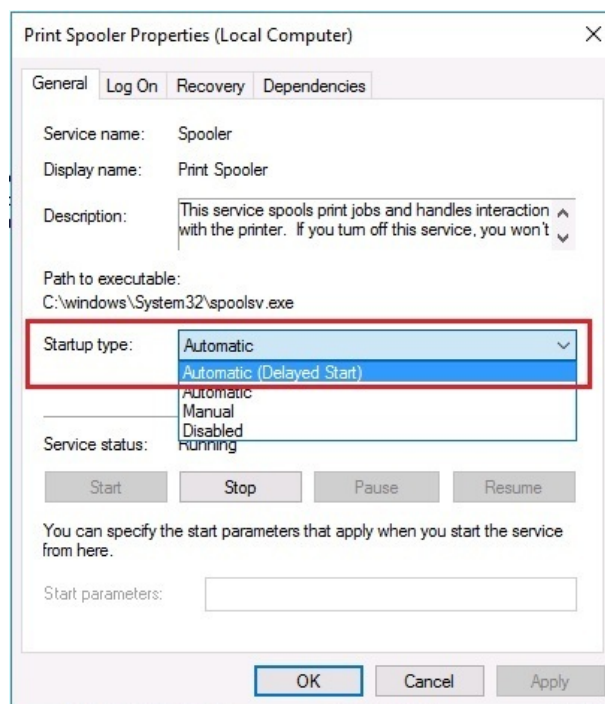 Print Spooler Properties (Local Computer)
General Log On Recovery Dependencies
Service name: Spooler
Display name: Print Spooler
Description: This service spools print jobs and handles interaction
with the printer. If you turn off this service, you won't
Path to executable:
C:\windows\System32\spoolsv.exe
Startup type: Automatic
Automatic (Delayed Start)
Automatic
Manual
Disabled
Service status: Running
Start Stop Pause Resume
You can specify the start parameters that apply when you start the service
from here.
Start parameters:
OK Cancel Apply